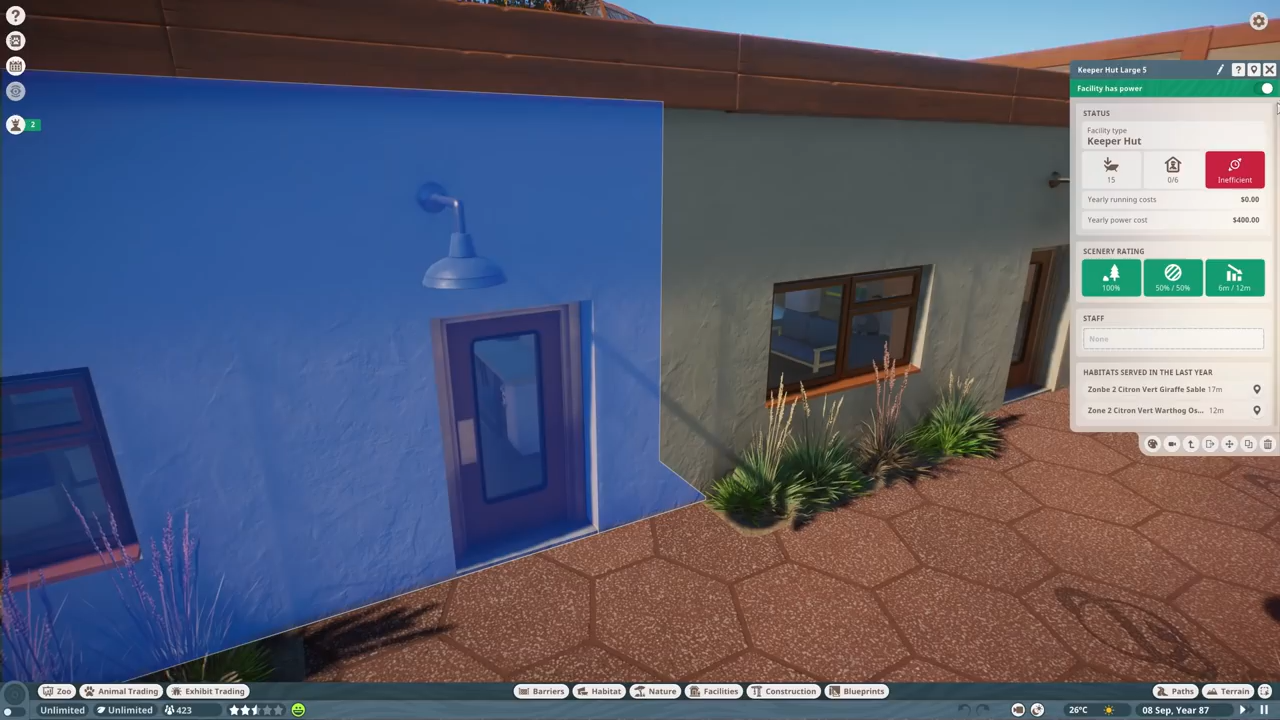 ?
Keeper Hut Large 5
?
Facility has power
2
STATUS
Facility type
Keeper Hut
15
0/6
Inefficient
Yearly running costs $0.00
Yearly power cost $400.00
SCENERY RATING
100%
50% / 50%
6m / 12m
STAFF
None
HABITATS SERVED IN THE LAST YEAR
Zonbe 2 Citron Vert Giraffe Sable 17m
Zone 2 Citron Vert Warthog Os... 12m
Zoo
Animal Trading
Exhibit Trading
Barriers
Habitat
Nature
Facilities
Construction
Blueprints
Paths
Terrain
Unlimited
Unlimited
423
26°C
08 Sep, Year 87